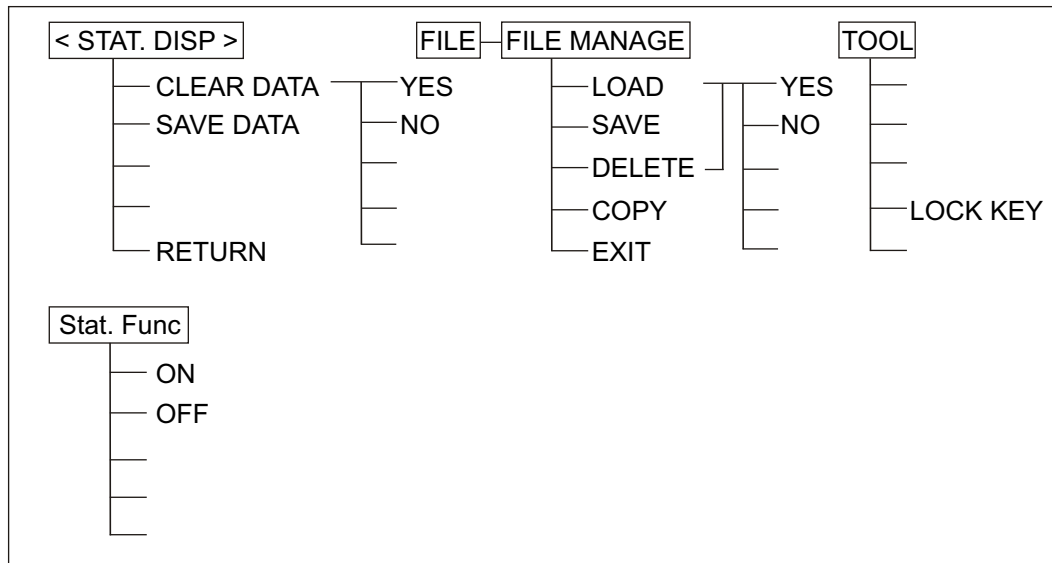 < STAT. DISP >
CLEAR DATA
YES
SAVE DATA
NO
RETURN
FILE
FILE MANAGE
LOAD
YES
SAVE
NO
DELETE
COPY
EXIT
TOOL
LOCK KEY
Stat. Func
ON
OFF